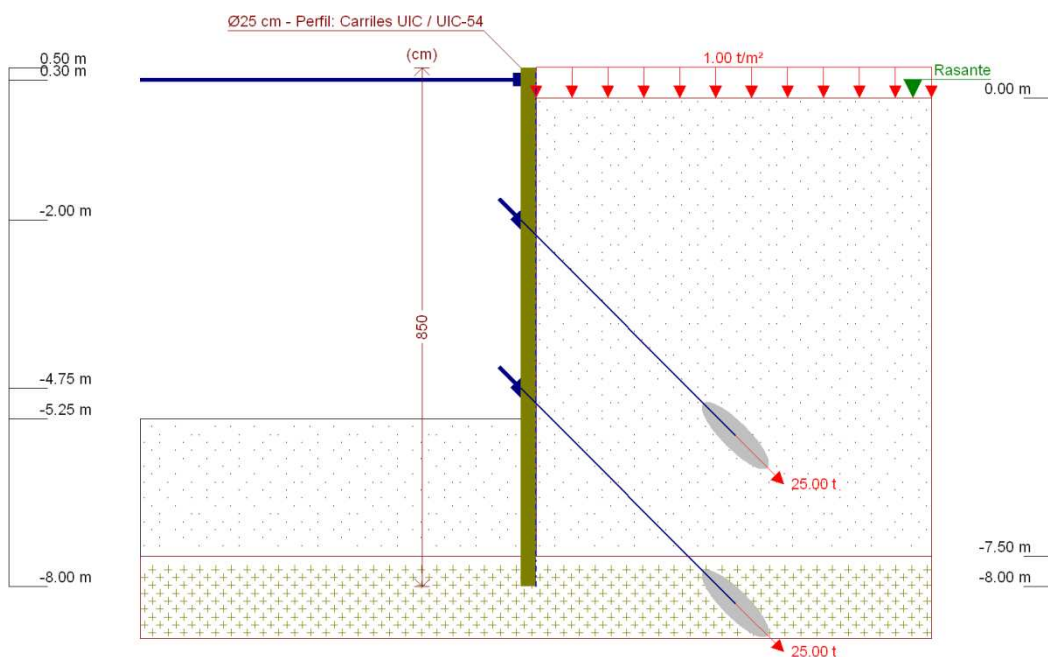 Ø25 cm - Perfil: Carriles UIC / UIC-54
(cm)
0.50 m
0.30 m
1.00 t/m²
Rasante
0.00 m
-2.00 m
850
-4.75 m
-5.25 m
25.00 t
-7.50 m
-8.00 m
-8.00 m
25.00 t